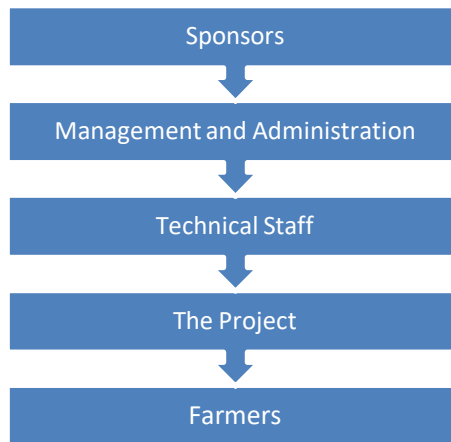 Sponsors
Management and Administration
Technical Staff
The Project
Farmers